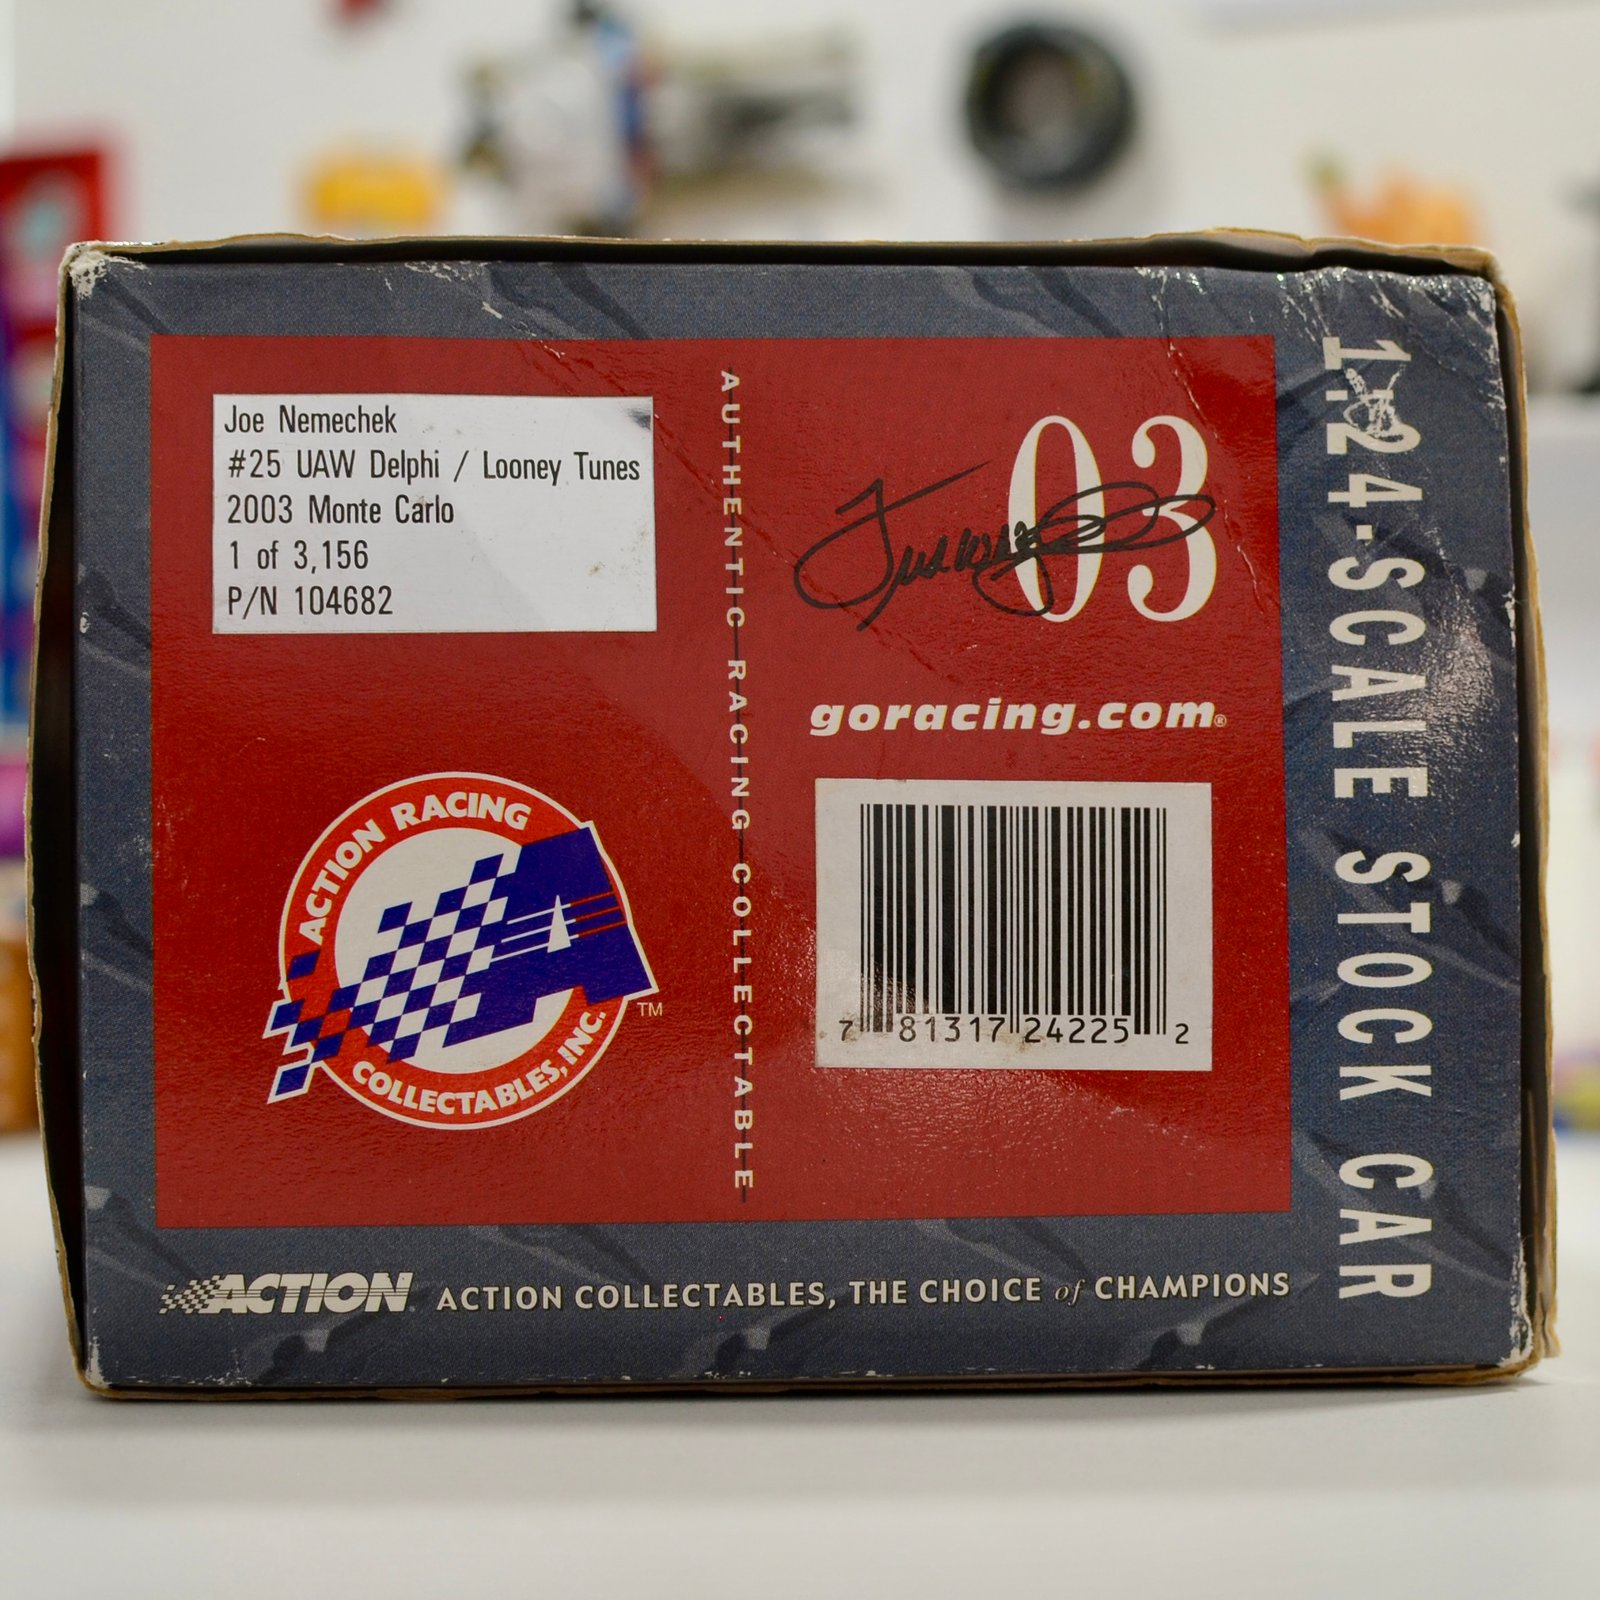 Joe Nemechek
#25 UAW Delphi / Looney Tunes
2003 Monte Carlo
1 of 3,156
P/N 104682
AUTHENTIC RACING COLLECTABLE
03
goracing.com®
ACTION RACING
COLLECTABLES, INC.
TM
7 81317 24225 2
1:24-SCALE STOCK CAR
ACTION ACTION COLLECTABLES, THE CHOICE of CHAMPIONS